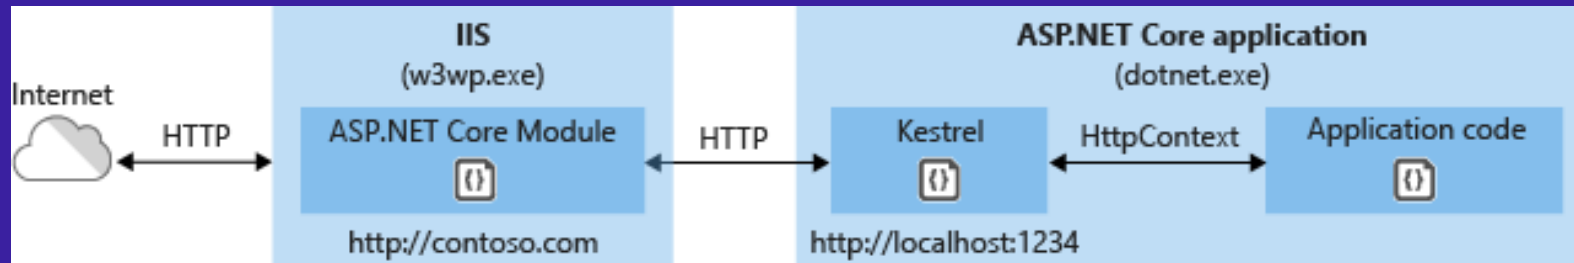 Internet
HTTP
IIS
(w3wp.exe)
ASP.NET Core Module
{}
http://contoso.com
HTTP
ASP.NET Core application
(dotnet.exe)
Kestrel
{}
http://localhost:1234
HttpContext
Application code
{}